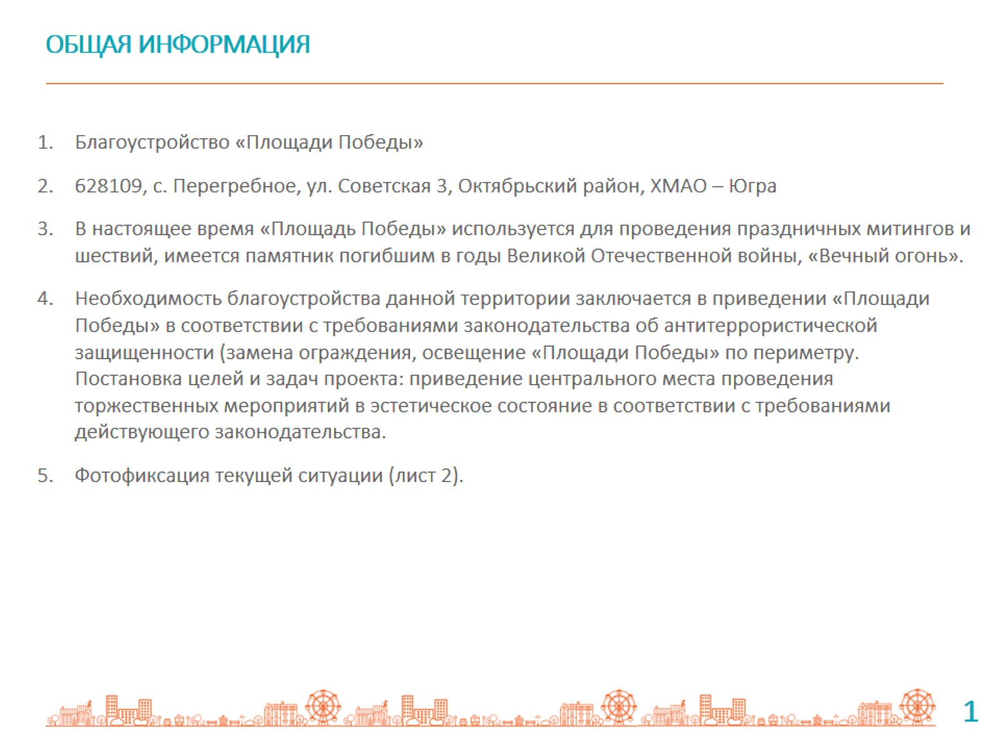 ОБЩАЯ ИНФОРМАЦИЯ
1. Благоустройство «Площади Победы»
2. 628109, с. Перегребное, ул. Советская 3, Октябрьский район, ХМАО – Югра
3. В настоящее время «Площадь Победы» используется для проведения праздничных митингов и
шествий, имеется памятник погибшим в годы Великой Отечественной войны, «Вечный огонь».
4. Необходимость благоустройства данной территории заключается в приведении «Площади
Победы» в соответствии с требованиями законодательства об антитеррористической
защищенности (замена ограждения, освещение «Площади Победы» по периметру.
Постановка целей и задач проекта: приведение центрального места проведения
торжественных мероприятий в эстетическое состояние в соответствии с требованиями
действующего законодательства.
5. Фотофиксация текущей ситуации (лист 2).
1